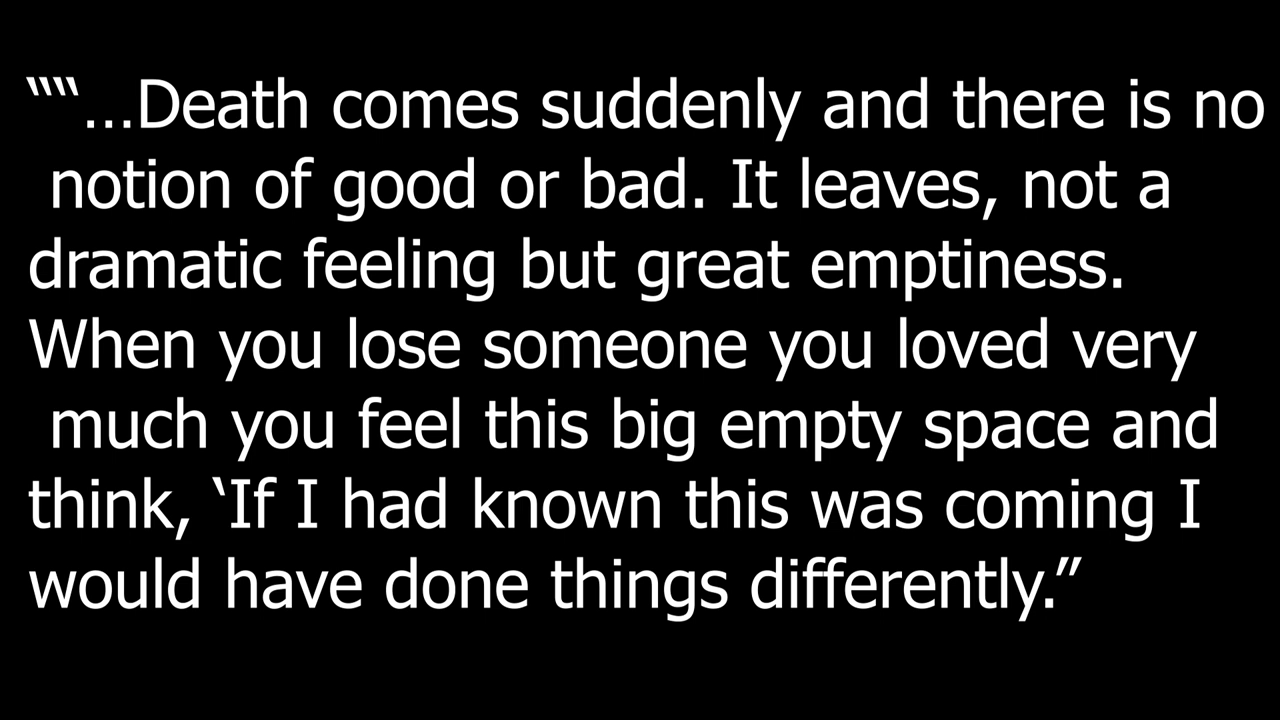 ““…Death comes suddenly and there is no
notion of good or bad. It leaves, not a
dramatic feeling but great emptiness.
When you lose someone you loved very
much you feel this big empty space and
think, ‘If I had known this was coming I
would have done things differently.”